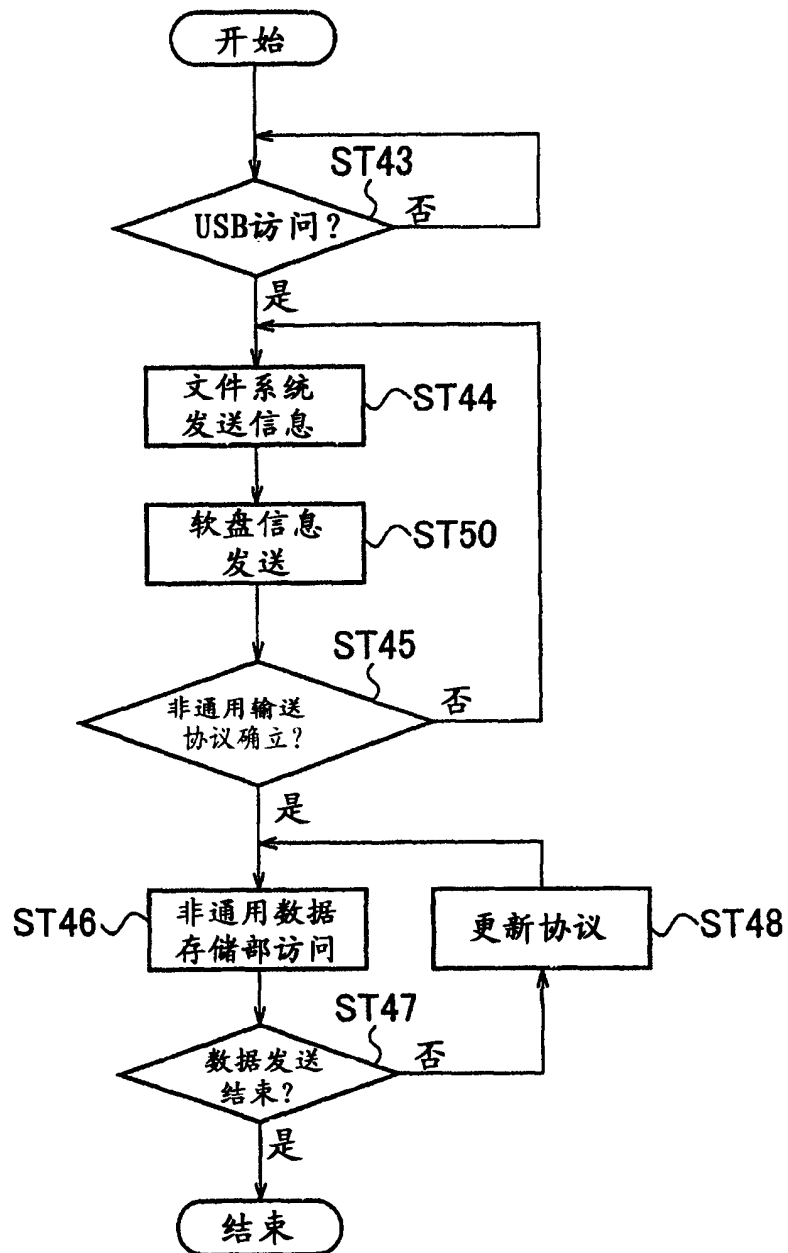 开始
ST43
USB访问?
否
是
文件系统
发送信息
ST44
软盘信息
发送
ST50
ST45
非通用输送
协议确立?
否
是
ST46
非通用数据
存储部访问
更新协议
ST48
ST47
数据发送
结束?
否
是
结束